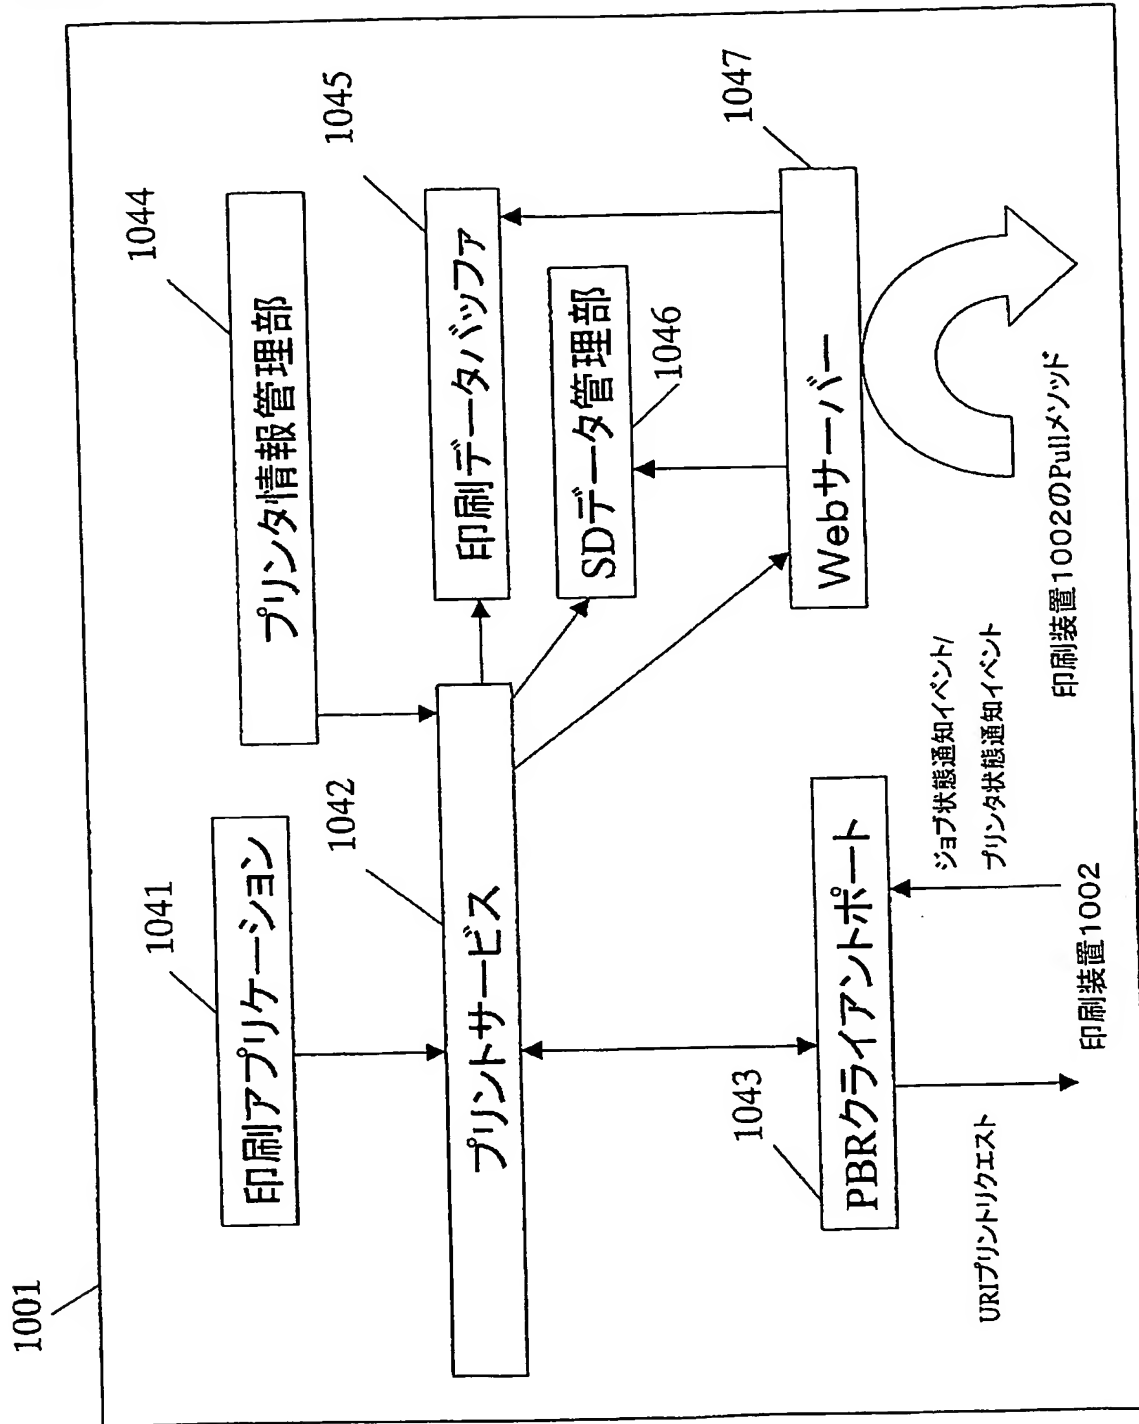 1001
1041
印刷アプリケーション
1044
プリンタ情報管理部
1042
プリントサービス
1045
印刷データバッファ
SDデータ管理部
1046
1043
PBRクライアントポート
1047
Webサーバー
URIプリントリクエスト
ジョブ状態通知イベント/
プリンタ状態通知イベント
印刷装置1002
印刷装置1002のPullメソッド